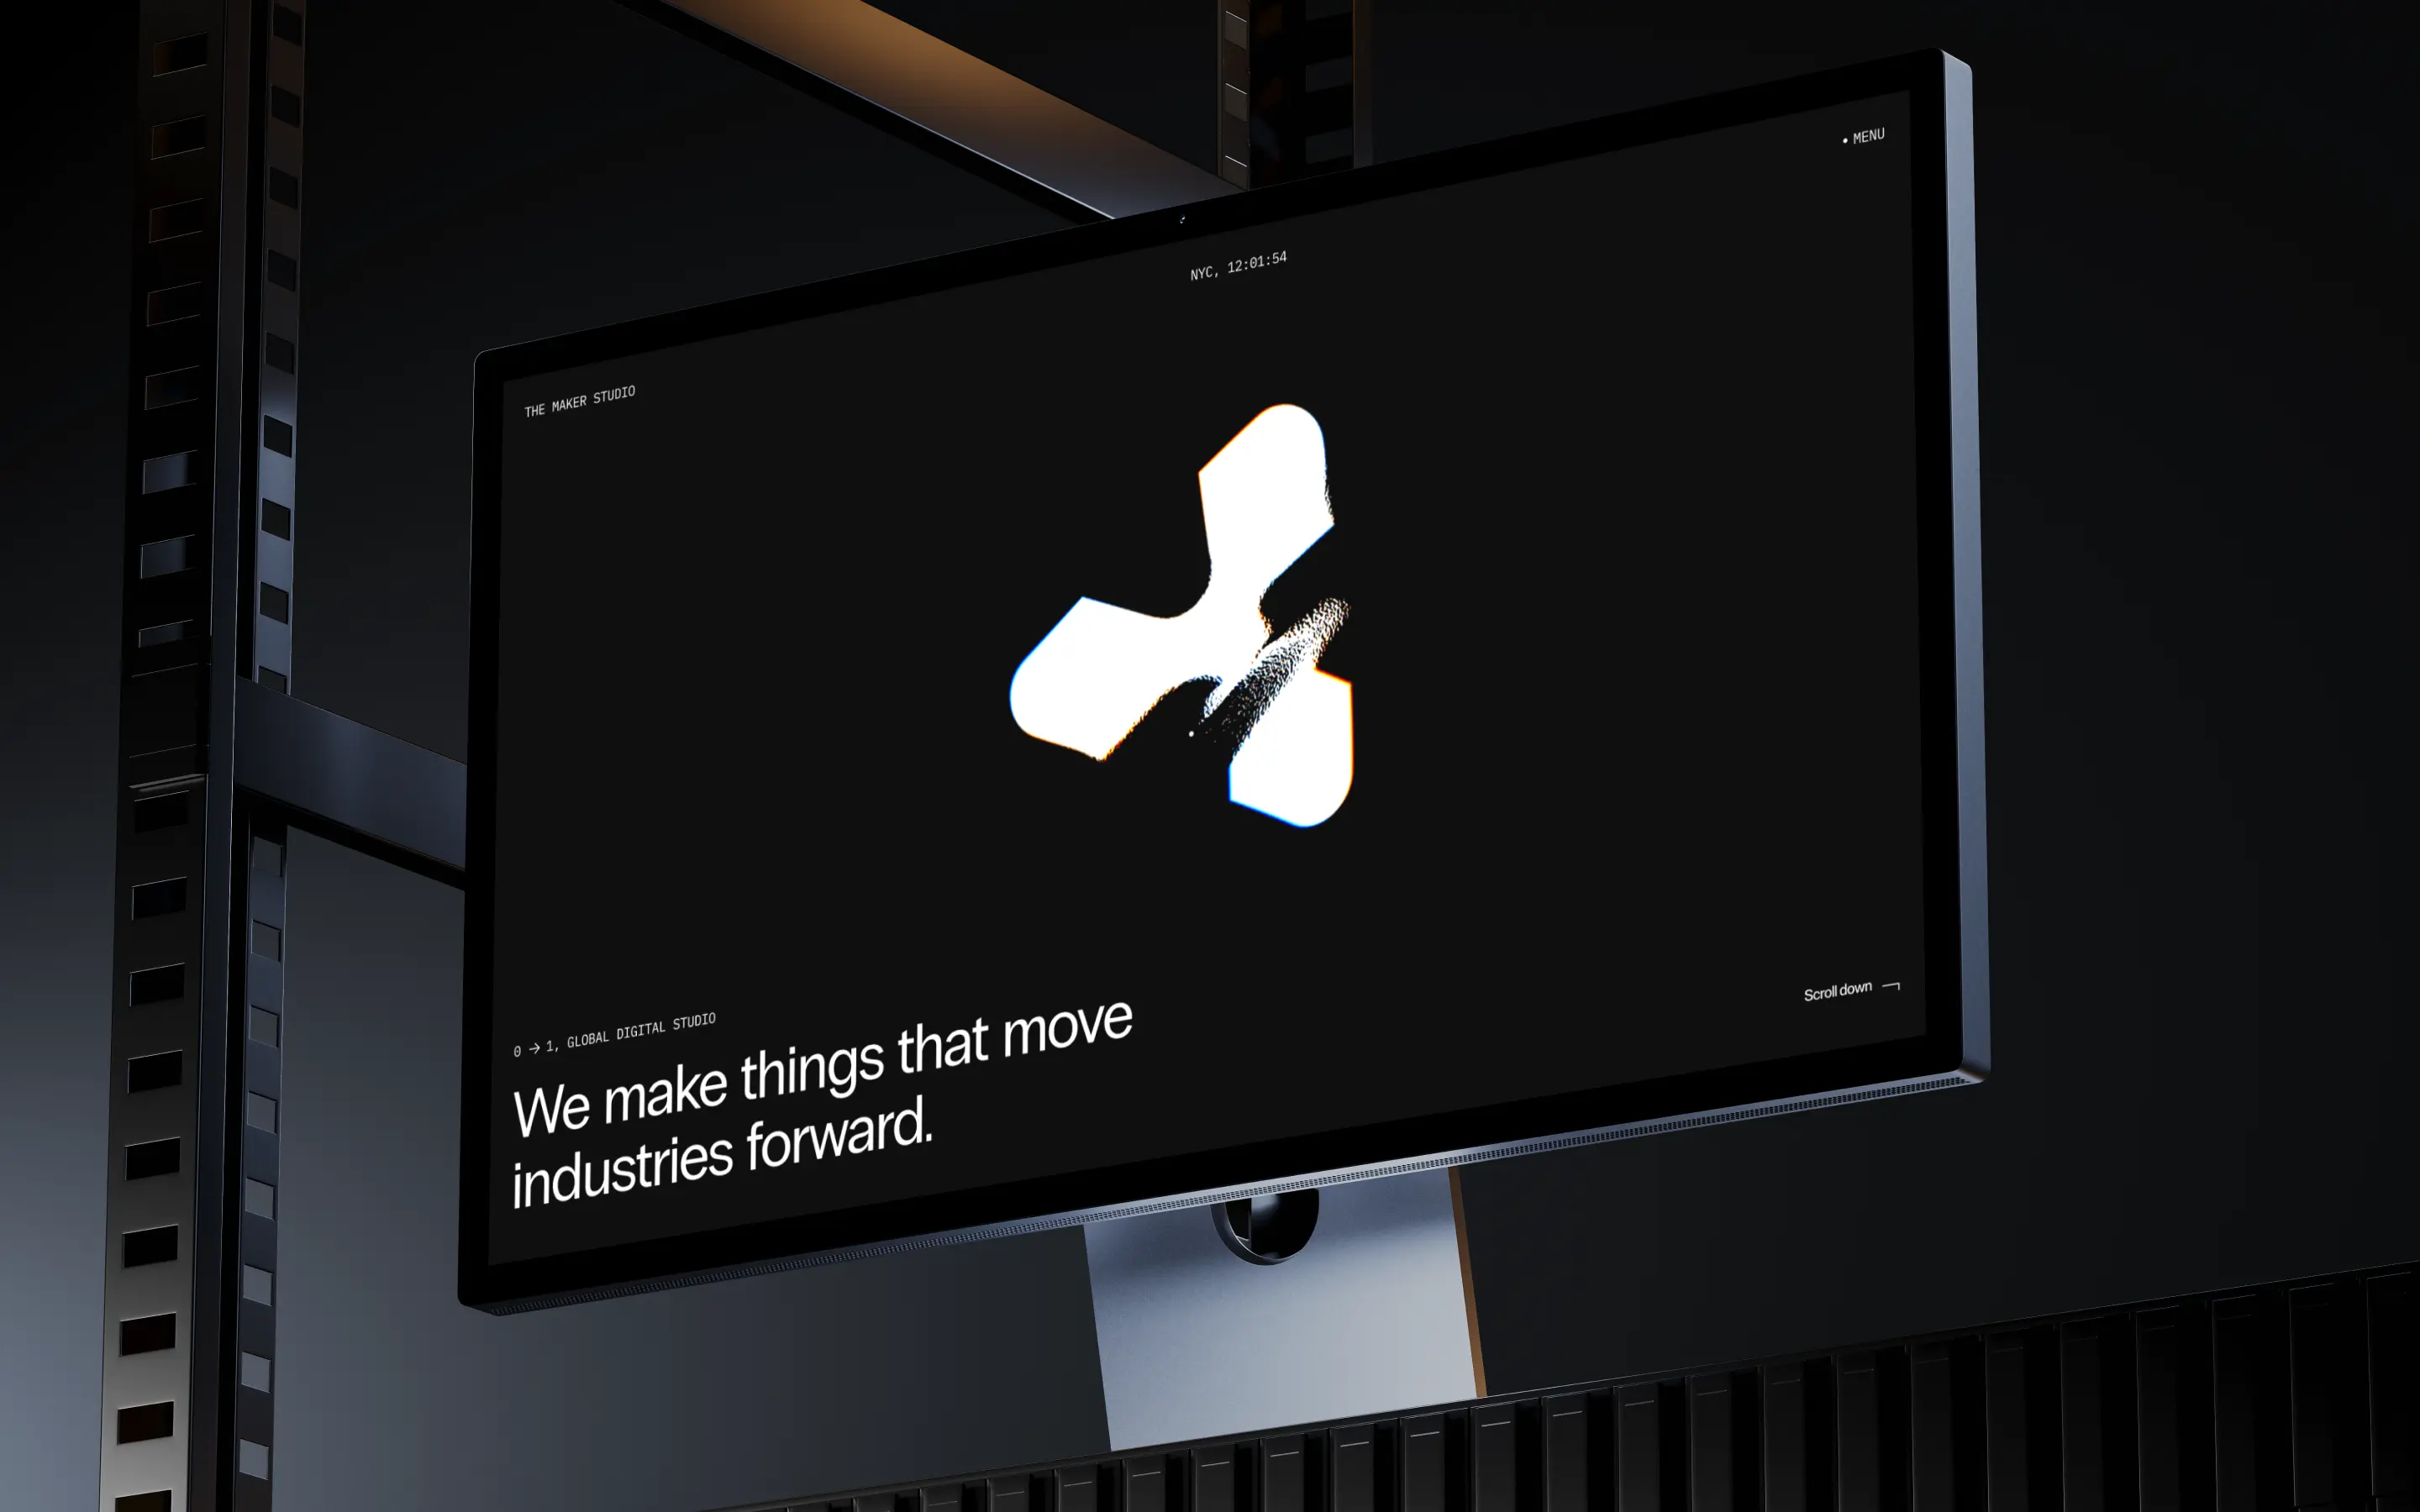 THE MAKER STUDIO
NYC, 12:01:54
• MENU
0 → 1, GLOBAL DIGITAL STUDIO
We make things that move
industries forward.
Scroll down